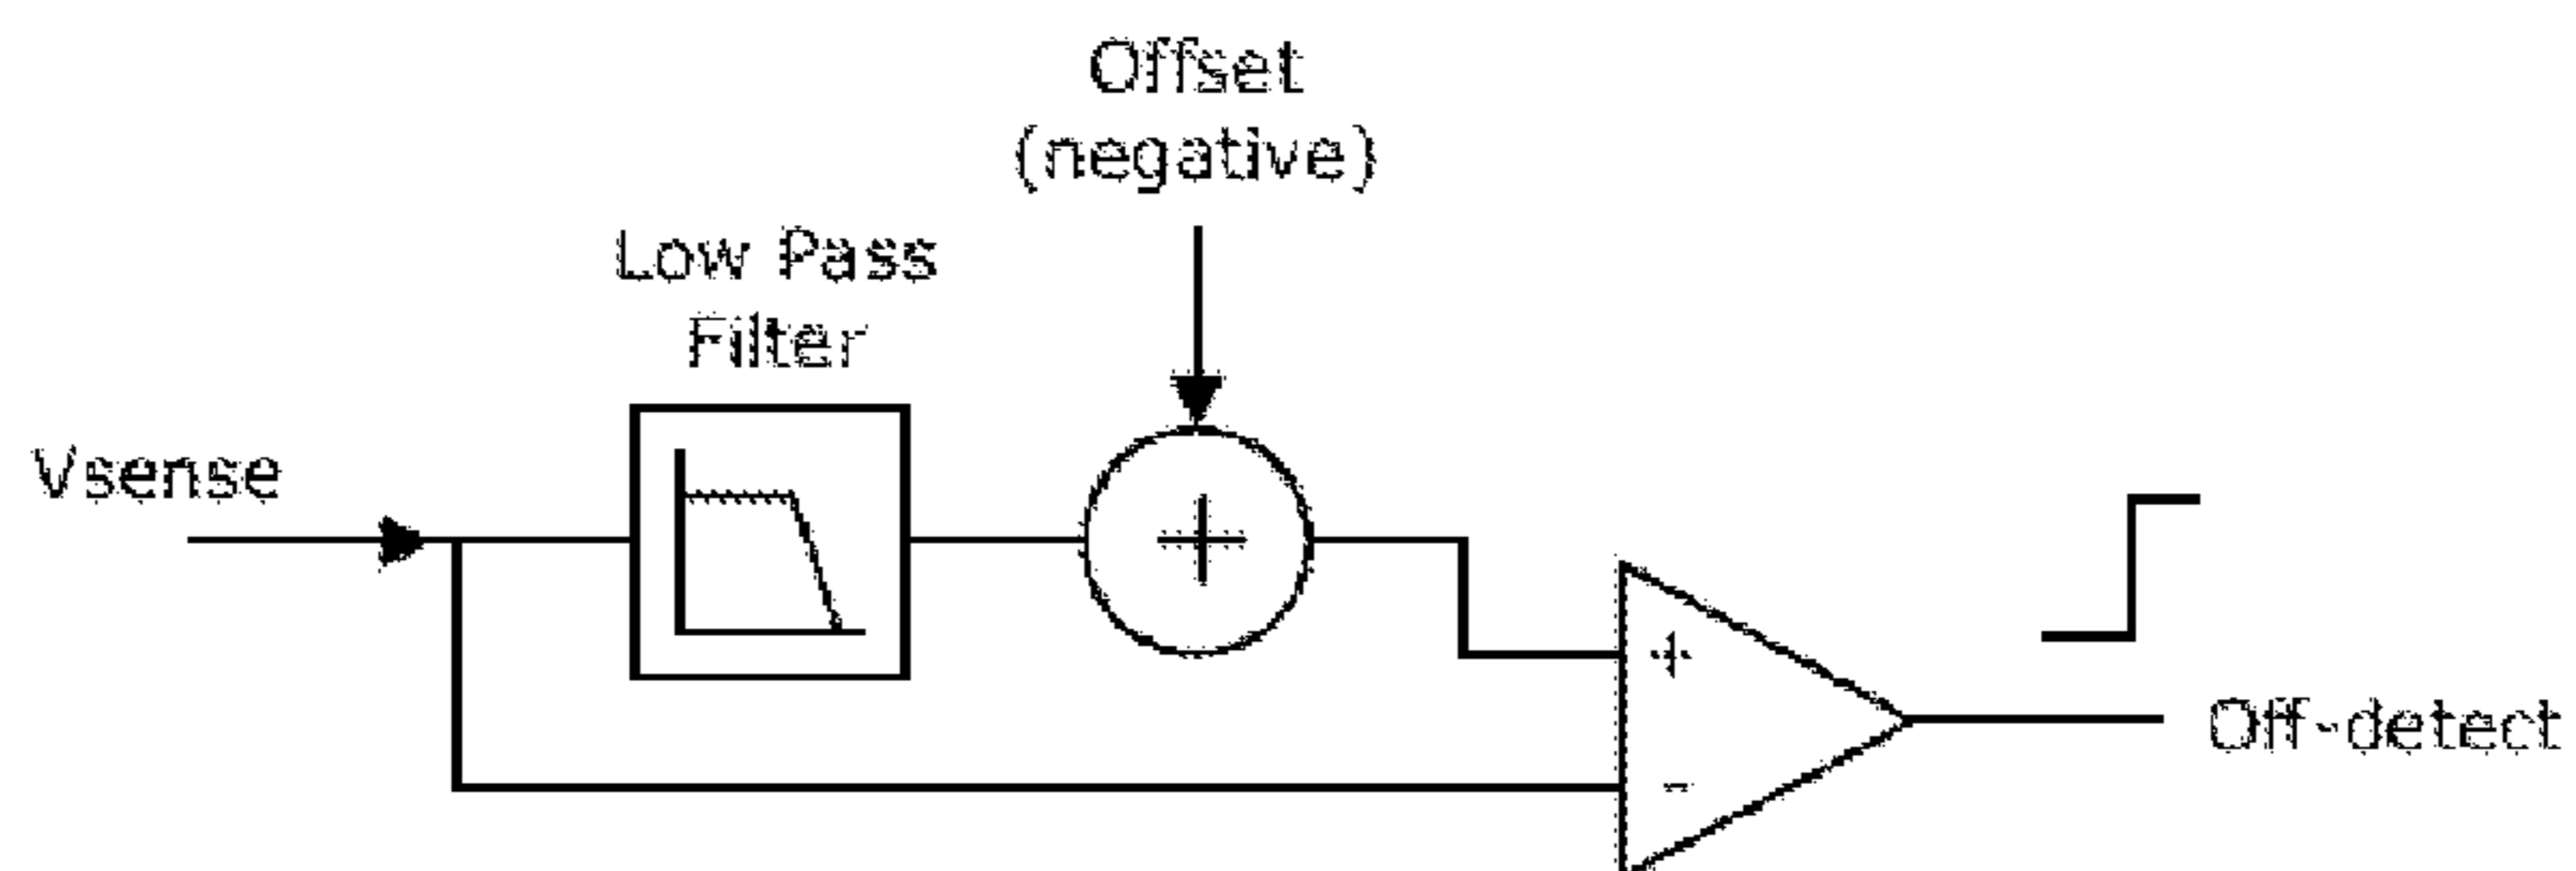 Offset
(negative)
Low Pass
Filter
Vsense
+
+
-
Off-detect